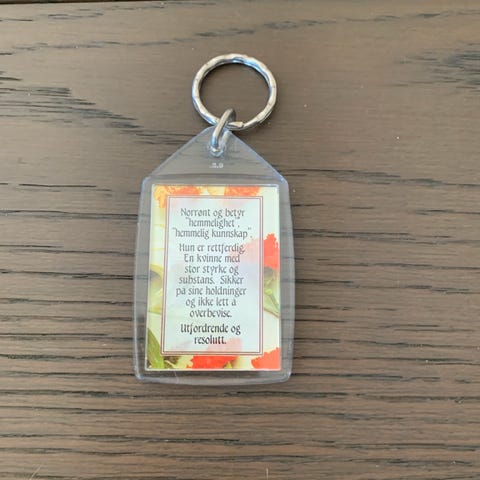 Norrønt og betyr
"hemmelighet",
"hemmelig kunnskap".
Hun er rettferdig.
En kvinne med
stor styrke og
substans. Sikker
på sine holdninger
og ikke lett å
overbevise.
Utfordrende og
resolutt.